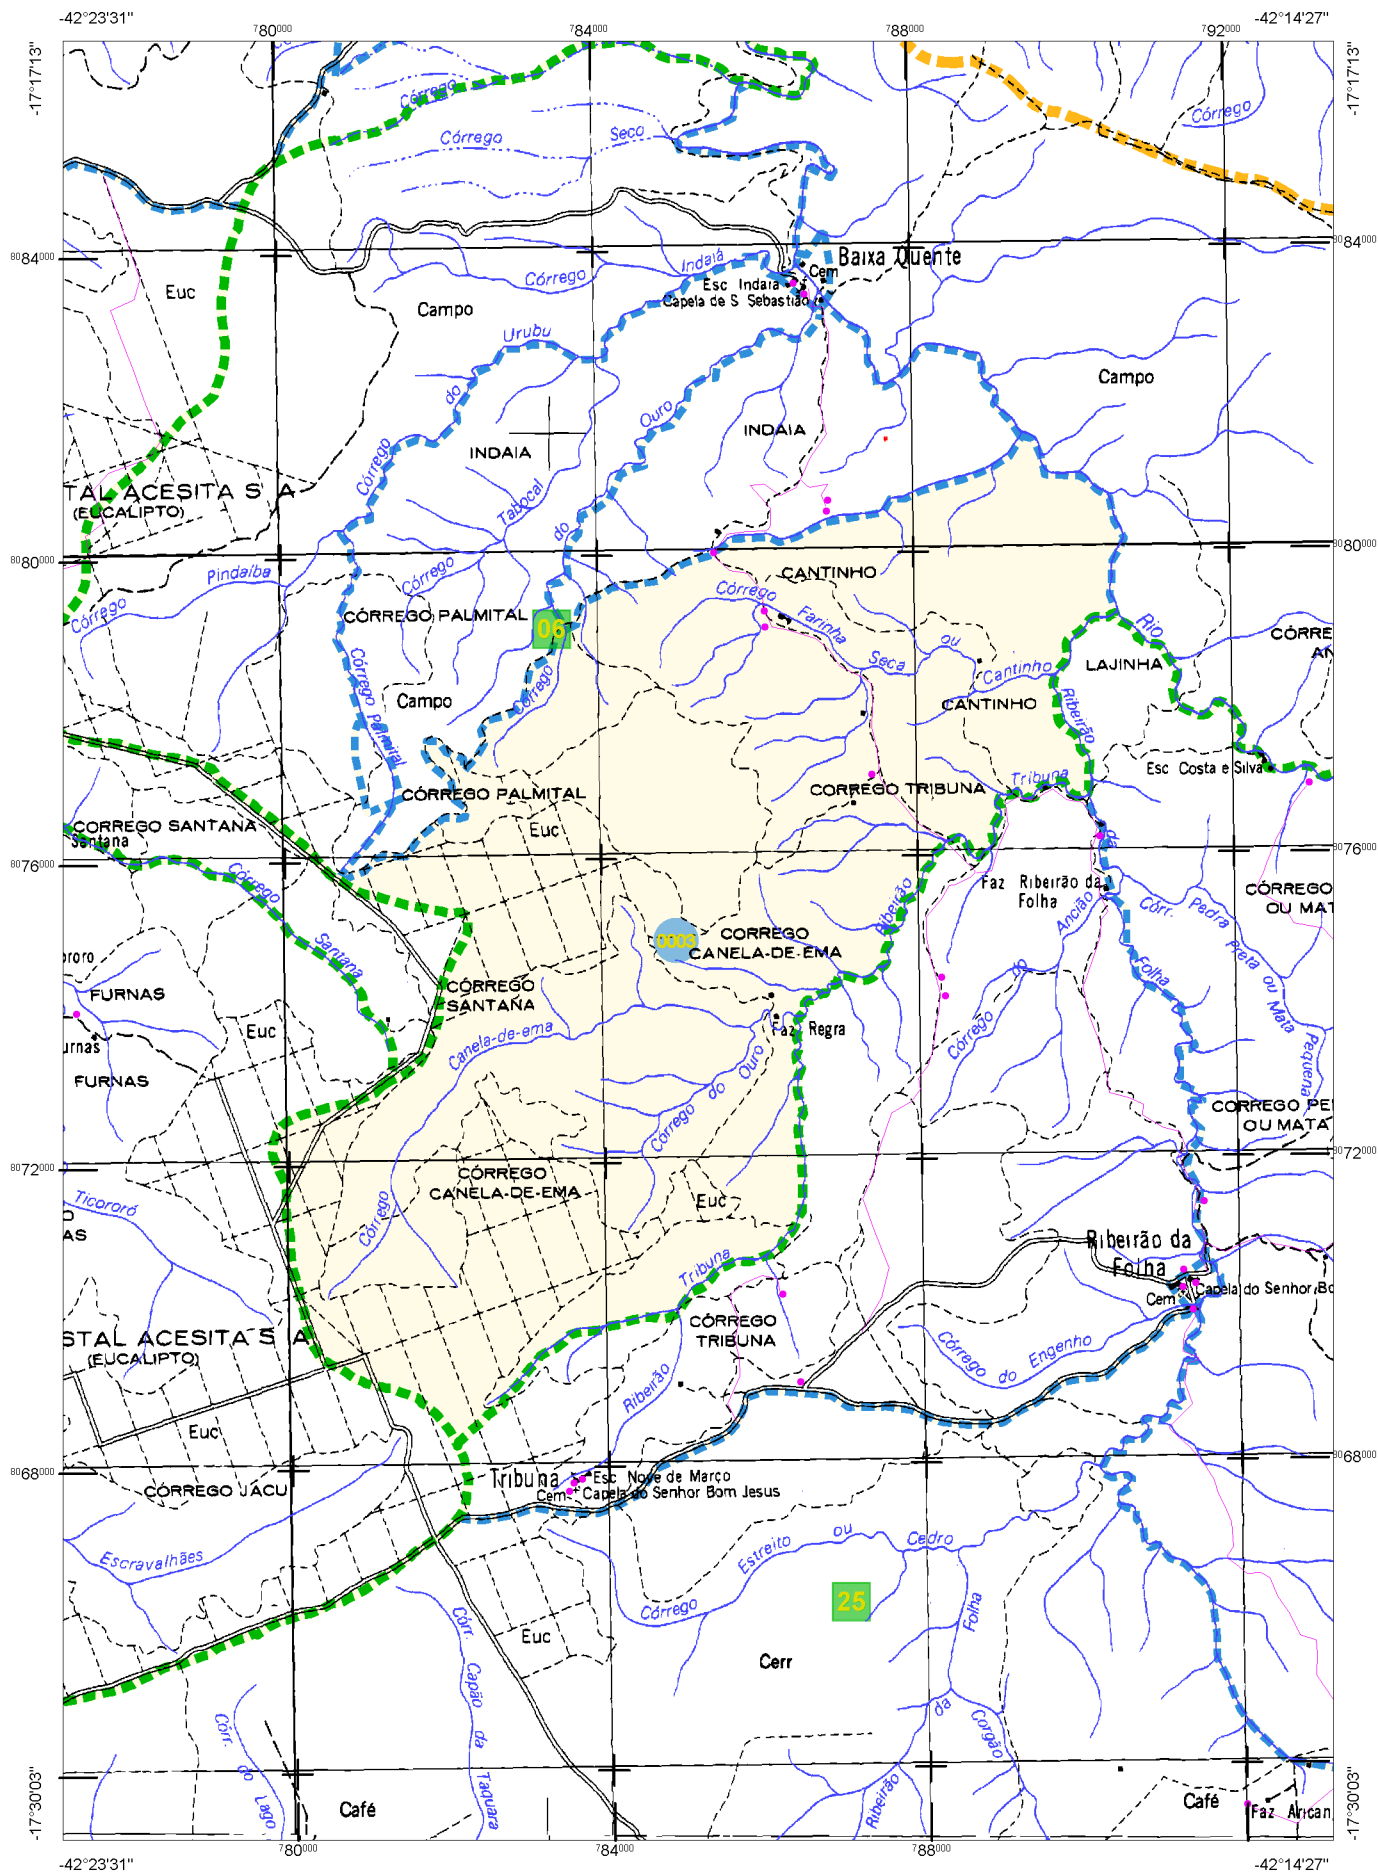 -42°23'31"
-42°14'27"
780000
784000
788000
792000
-17°17'13"
-17°17'13"
Córrego
Córrego
Seco
Córrego
8084000
8084000
Baixa Quente
Cem
Esc Indaiá
Capela de S Sebastião
Indaiá
Córrego
Euc
Campo
Urubu
do
Córrego
Ouro
do
Campo
INDAIA
INDAIA
TAL ACESITA S A
(EUCALIPTO)
Tabocal
Córrego
8080000
8080000
Pindaíba
Córrego
CANTINHO
Córrego
Farinha
Seca
ou
Cantinho
CÓRREGO PALMITAL
06
Rio
CÓRRE
AN
LAJINHA
Córrego Palmital
Campo
Córrego
CANTINHO
Ribeirão
Esc Costa e Silva
Tribuna
CORREGO TRIBUNA
CÓRREGO PALMITAL
Euc
CORREGO SANTANA
Santana
da
8076000
8076000
Córrego
Santana
Faz Ribeirão da
Folha
CÓRREGO
OU MAT
Ribeirão
Córr.
Pedra
Preta
ou
Mata
Pequena
Ancião
do
Córrego
Folha
0003
CORREGO
CANELA-DE-EMA
ororo
FURNAS
CÓRREGO
SANTANA
Euc
Canela-de-ema
Faz Regra
urnas
FURNAS
Córrego
do
Ouro
CORREGO PE
OU MATA
8072000
8072000
CÓRREGO
CANELA-DE-EMA
Ticororó
O
AS
Euc
Córrego
Ribeirão da
Folha
Tribuna
Cem
Capela do Senhor Bo
CÓRREGO
TRIBUNA
STAL ACESITA S A
(EUCALIPTO)
Córrego
do
Engenho
Ribeirão
Euc
8068000
8068000
Tribuna
Esc Nove de Março
Cem
Capela do Senhor Bom Jesus
CÓRREGO JACU
Escravalhães
Estreito
ou
Cedro
25
Córrego
Folha
Córr.
Capão
da
Taquara
Euc
Cerr
Córr.
do
Lago
da
Corgão
Ribeirão
Café
Café
Faz Arican
-17°30'03"
-17°30'03"
780000
784000
788000
-42°23'31"
-42°14'27"